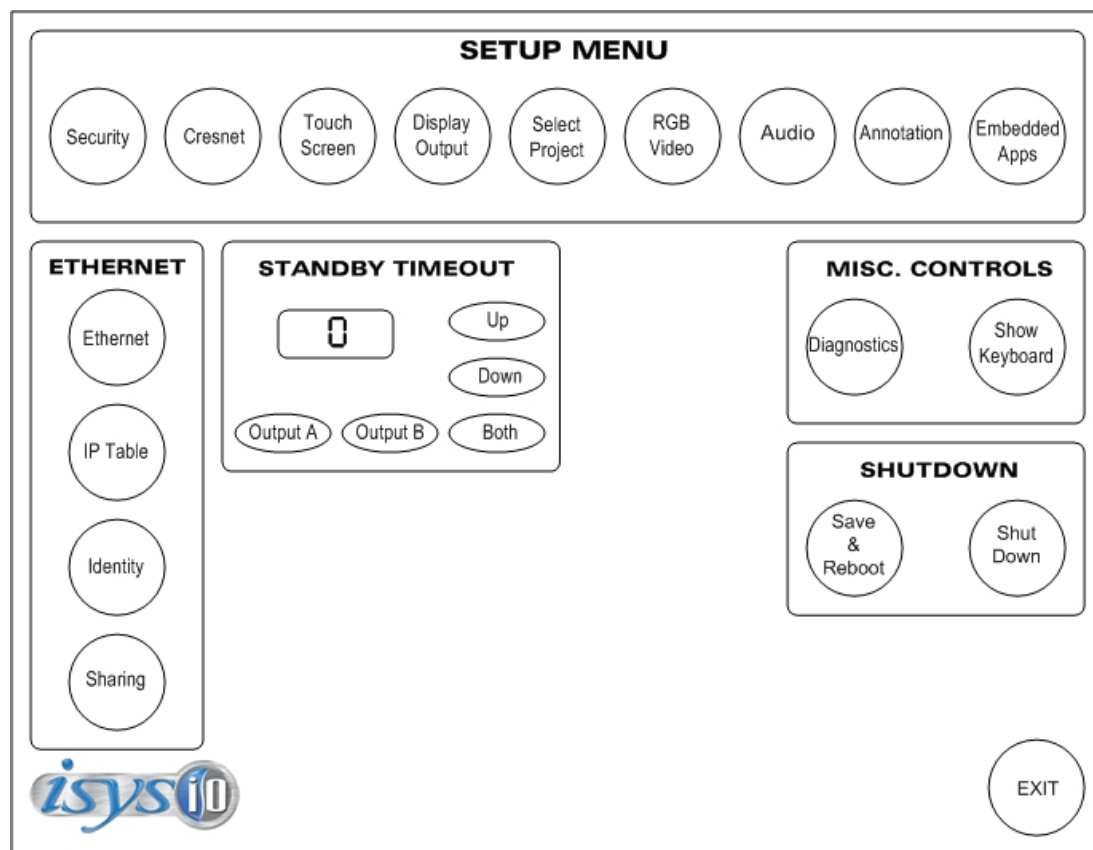 SETUP MENU
Security
Cresnet
Touch
Screen
Display
Output
Select
Project
RGB
Video
Audio
Annotation
Embedded
Apps
ETHERNET
Ethernet
IP Table
Identity
Sharing
STANDBY TIMEOUT
0
Up
Down
Output A
Output B
Both
MISC. CONTROLS
Diagnostics
Show
Keyboard
SHUTDOWN
Save
&
Reboot
Shut
Down
isys i0
EXIT